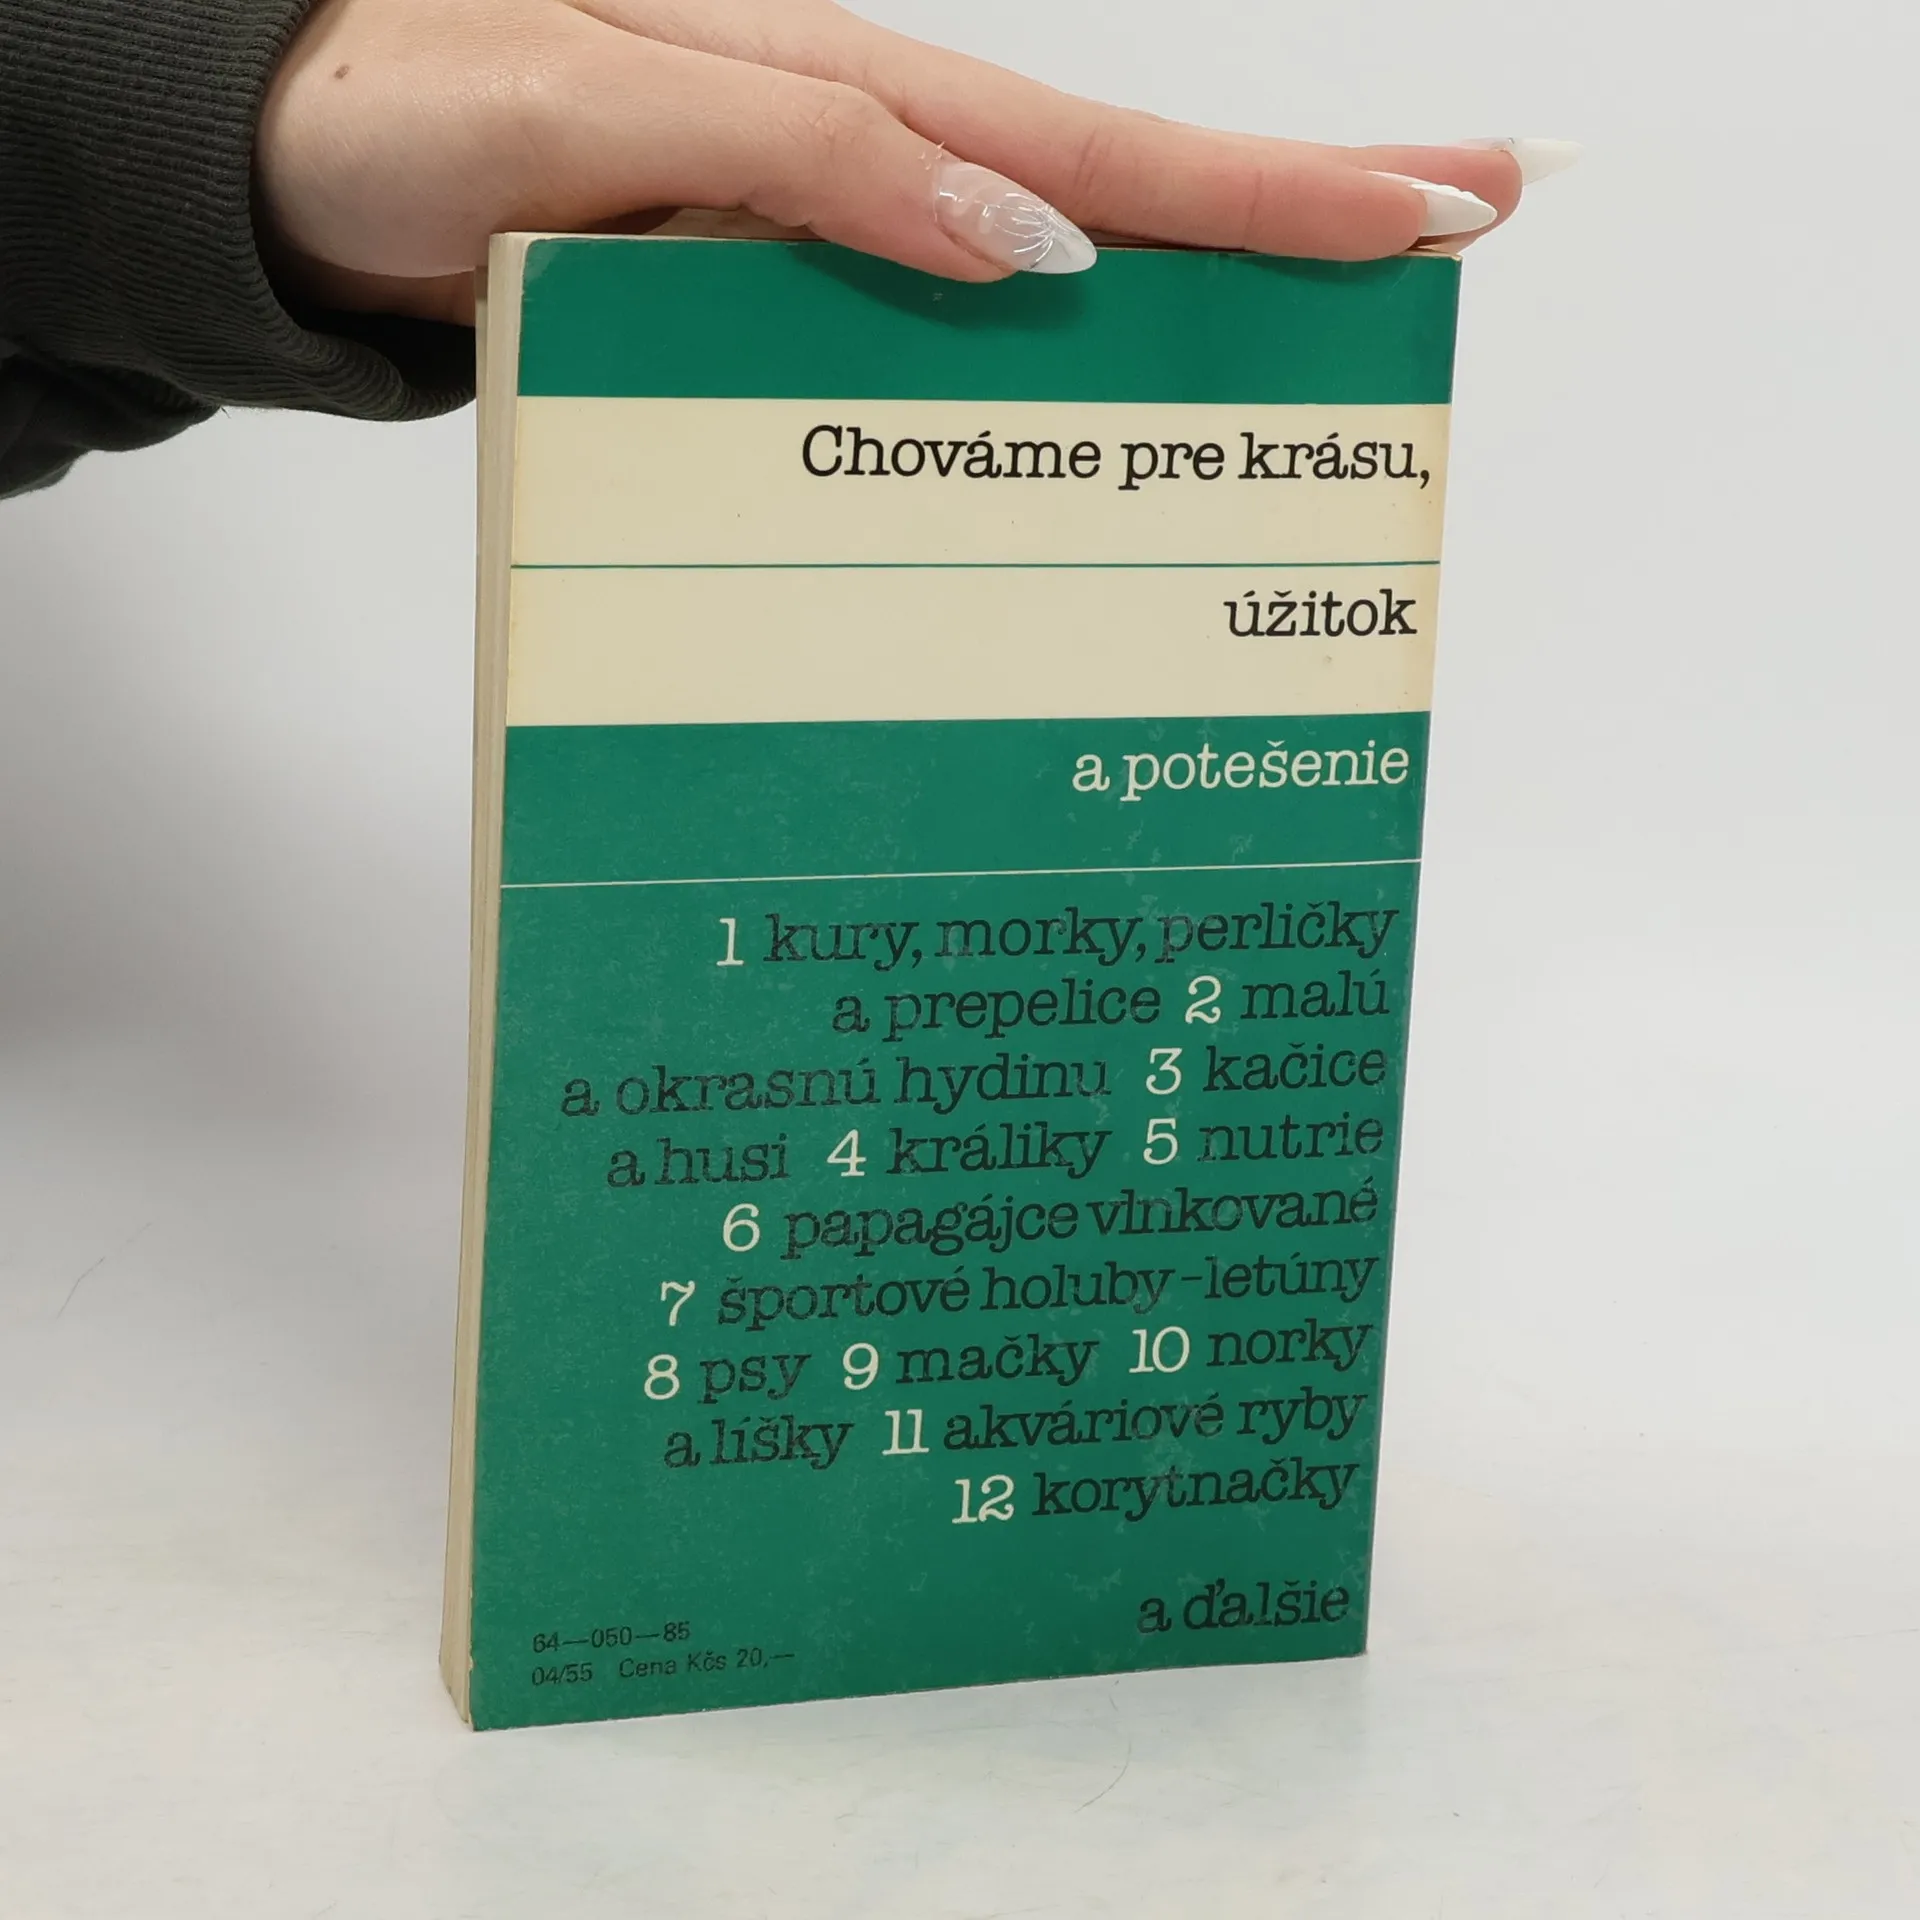 Chováme pre krásu,
úžitok
a potešenie
1 kury, morky, perličky
a prepelice 2 malú
a okrasnú hydinu 3 kačice
a husi 4 králiky 5 nutrie
6 papagájce vlnkované
7 športové holuby – letúny
8 psy 9 mačky 10 norky
a líšky 11 akváriové ryby
12 korytnačky
a ďalšie
64—050—85
04/55 Cena Kčs 20,—